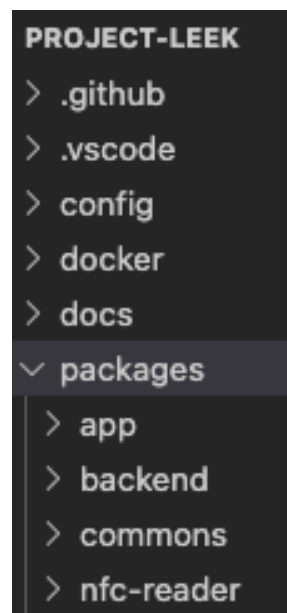 PROJECT-LEEK
.github
.vscode
config
docker
docs
packages
app
backend
commons
nfc-reader